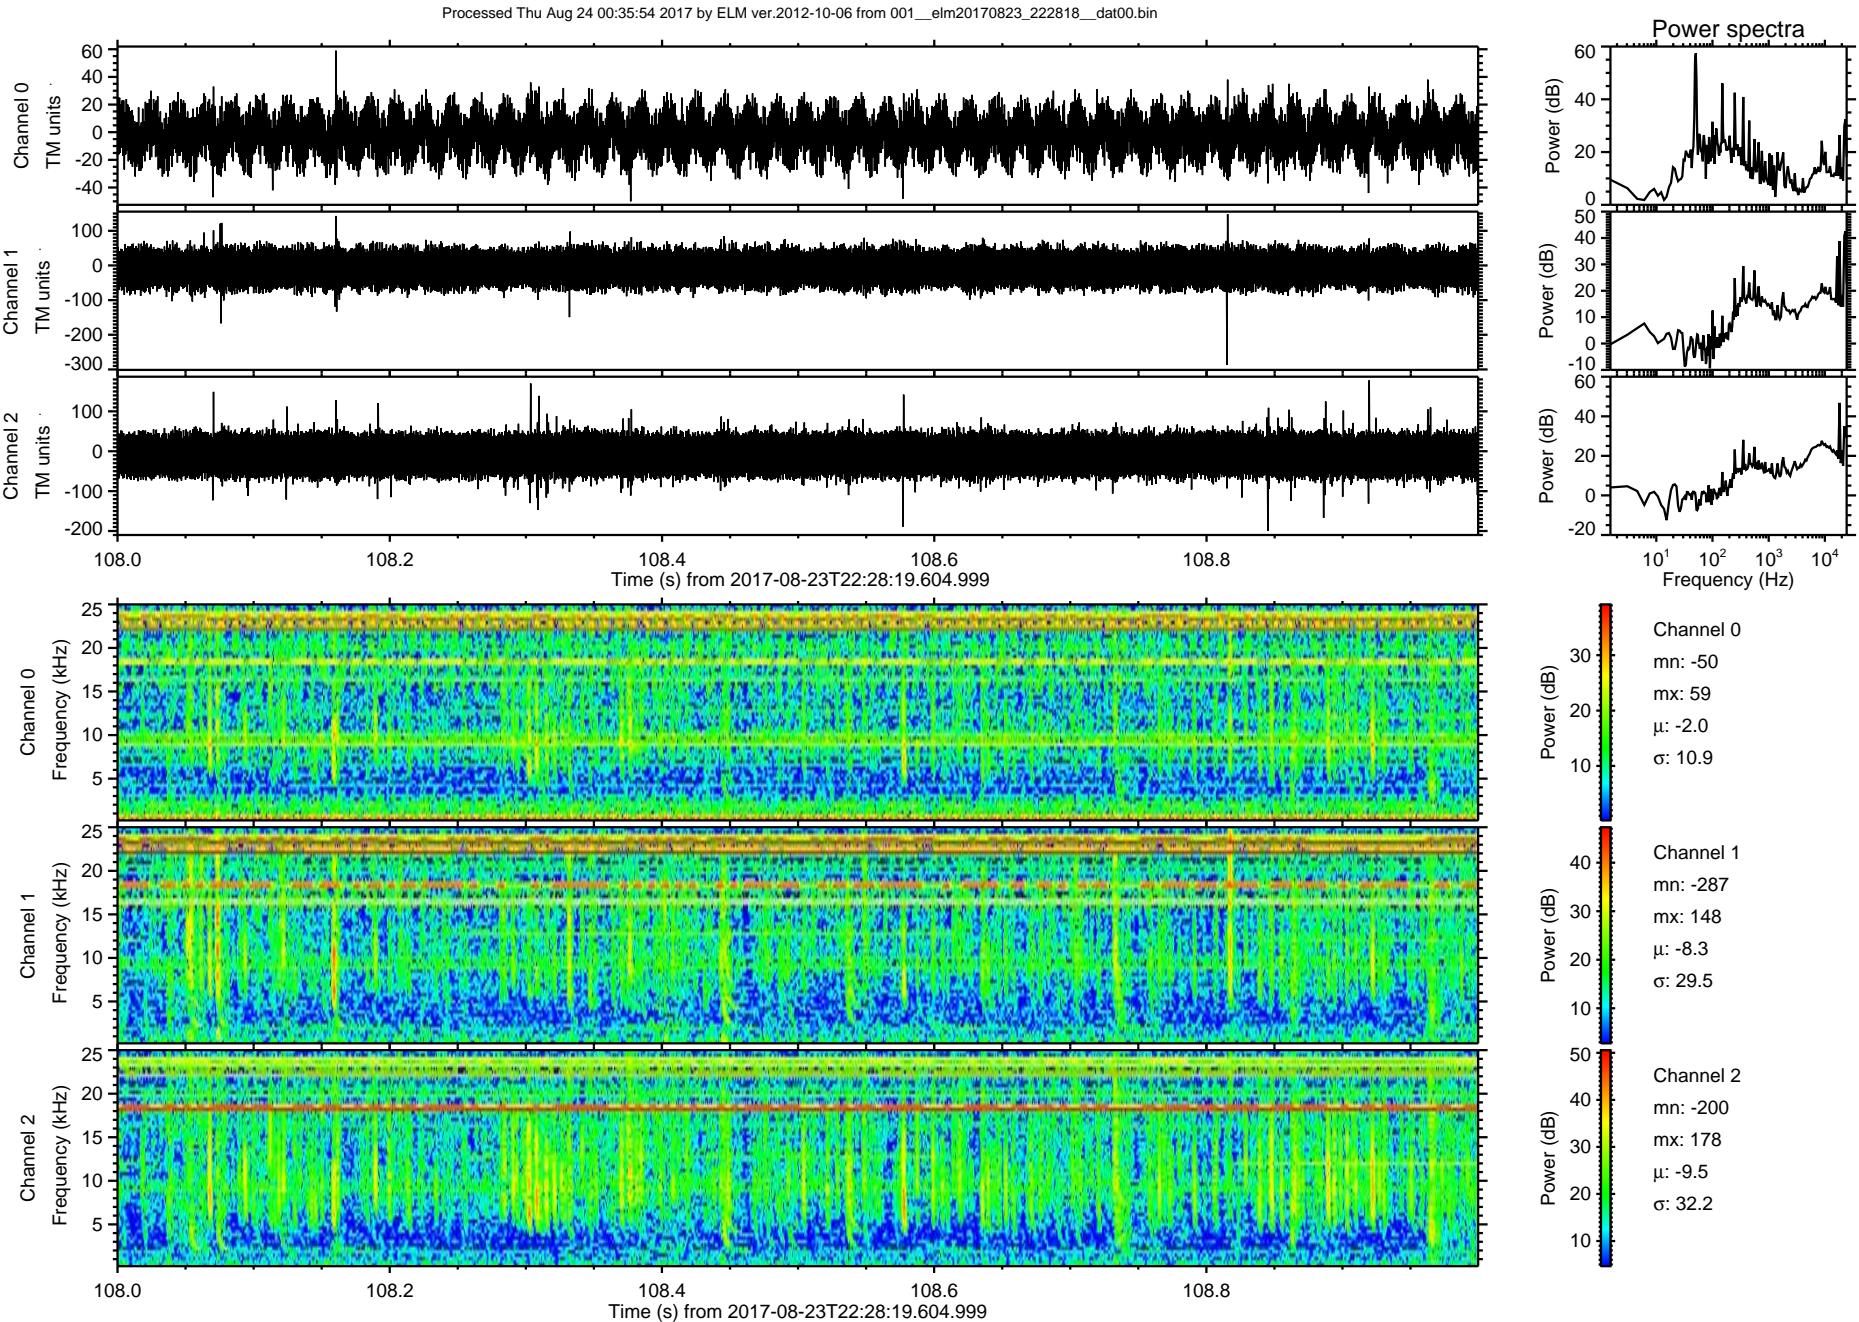 Processed Thu Aug 24 00:35:54 2017 by ELM ver.2012-10-06 from 001__elm20170823_222818__dat00.bin
Power spectra
Channel 0
TM units
60
40
20
0
-20
-40
Power (dB)
60
40
20
0
Channel 1
TM units
100
0
-100
-200
-300
Power (dB)
50
40
30
20
10
0
-10
Channel 2
TM units
100
0
-100
-200
Power (dB)
60
40
20
0
-20
108.0 108.2 108.4 108.6 108.8
Time (s) from 2017-08-23T22:28:19.604.999
10^1 10^2 10^3 10^4
Frequency (Hz)
Channel 0
Frequency (kHz)
25
20
15
10
5
Power (dB)
30
20
10
Channel 0
mn: -50
mx: 59
μ: -2.0
σ: 10.9
Channel 1
Frequency (kHz)
25
20
15
10
5
Power (dB)
40
30
20
10
Channel 1
mn: -287
mx: 148
μ: -8.3
σ: 29.5
Channel 2
Frequency (kHz)
25
20
15
10
5
Power (dB)
50
40
30
20
10
Channel 2
mn: -200
mx: 178
μ: -9.5
σ: 32.2
108.0 108.2 108.4 108.6 108.8
Time (s) from 2017-08-23T22:28:19.604.999